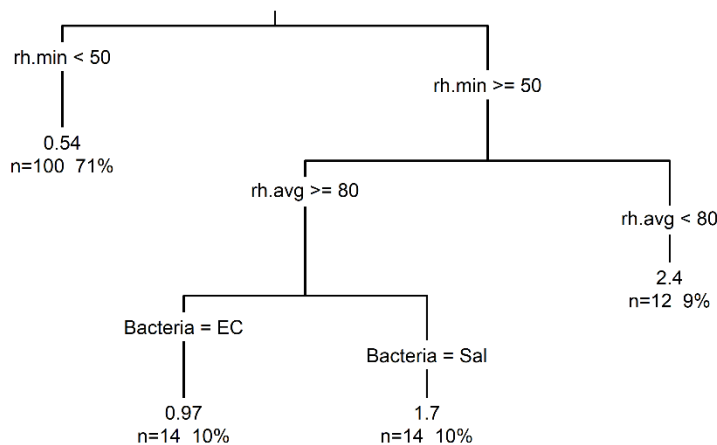 rh.min < 50
rh.min >= 50
0.54
n=100 71%
rh.avg >= 80
rh.avg < 80
2.4
n=12 9%
Bacteria = EC
Bacteria = Sal
0.97
n=14 10%
1.7
n=14 10%